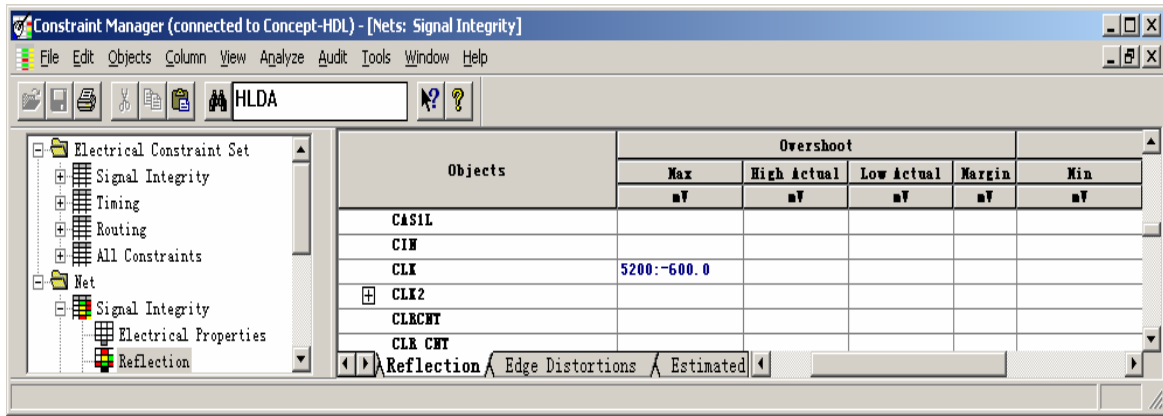 Constraint Manager (connected to Concept-HDL) - [Nets: Signal Integrity]
File Edit Objects Column View Analyze Audit Tools Window Help
HLDA
Electrical Constraint Set
Signal Integrity
Timing
Routing
All Constraints
Net
Signal Integrity
Electrical Properties
Reflection
Objects
Overshoot
Max High Actual Low Actual Margin Min
mV mV mV mV mV
CAS1L
CIN
CLK 5200:-600.0
CLK2
CLRCNT
CLR CNT
Reflection Edge Distortions Estimated